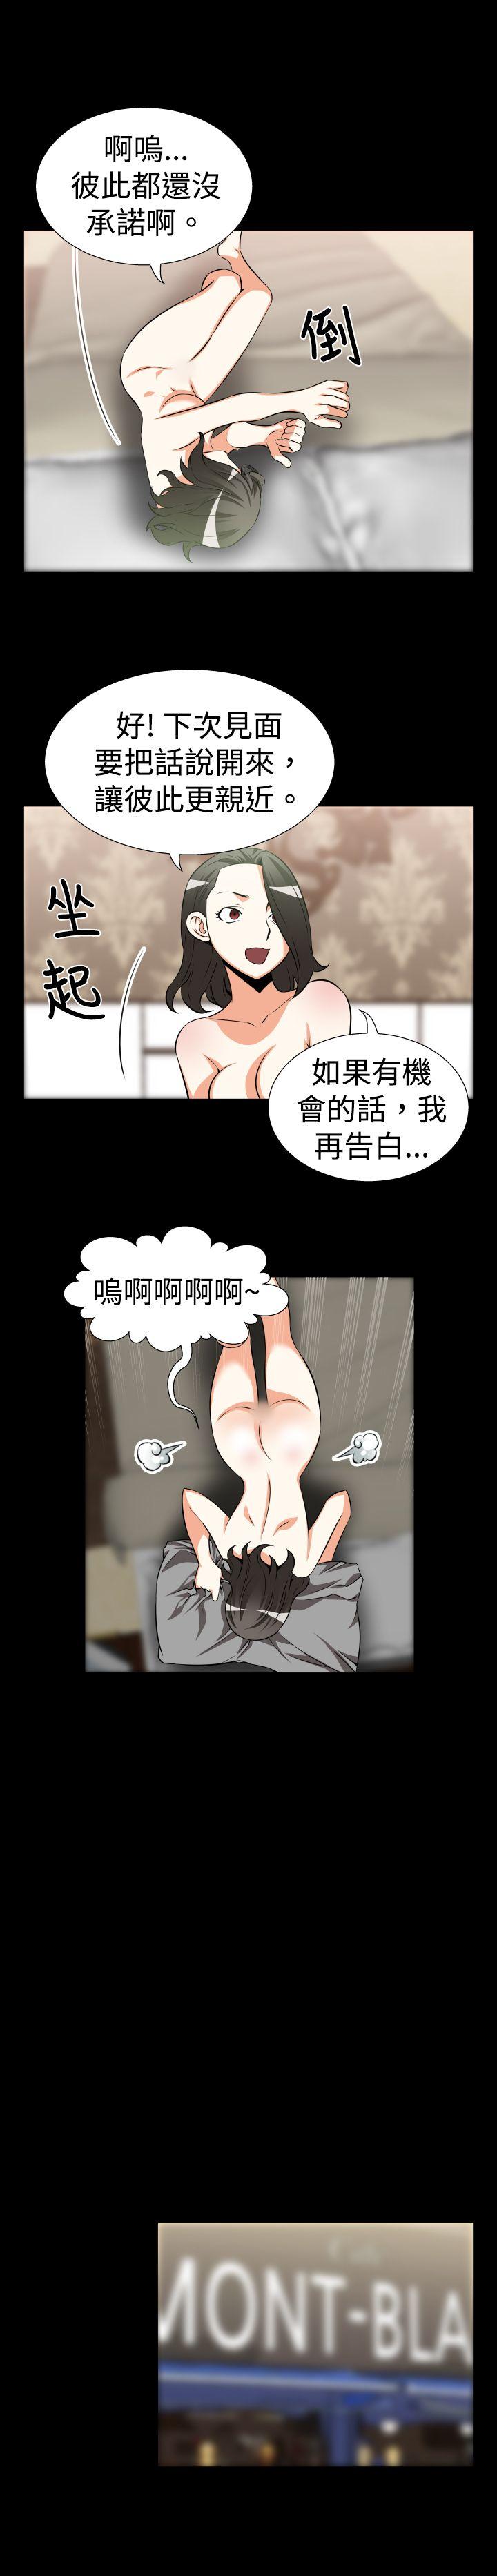 啊嗚...
彼此都還沒
承諾啊。
倒
好! 下次見面
要把話說開來，
讓彼此更親近。
坐
起
如果有機
會的話，我
再告白...
嗚啊啊啊啊~
MONT-BLA